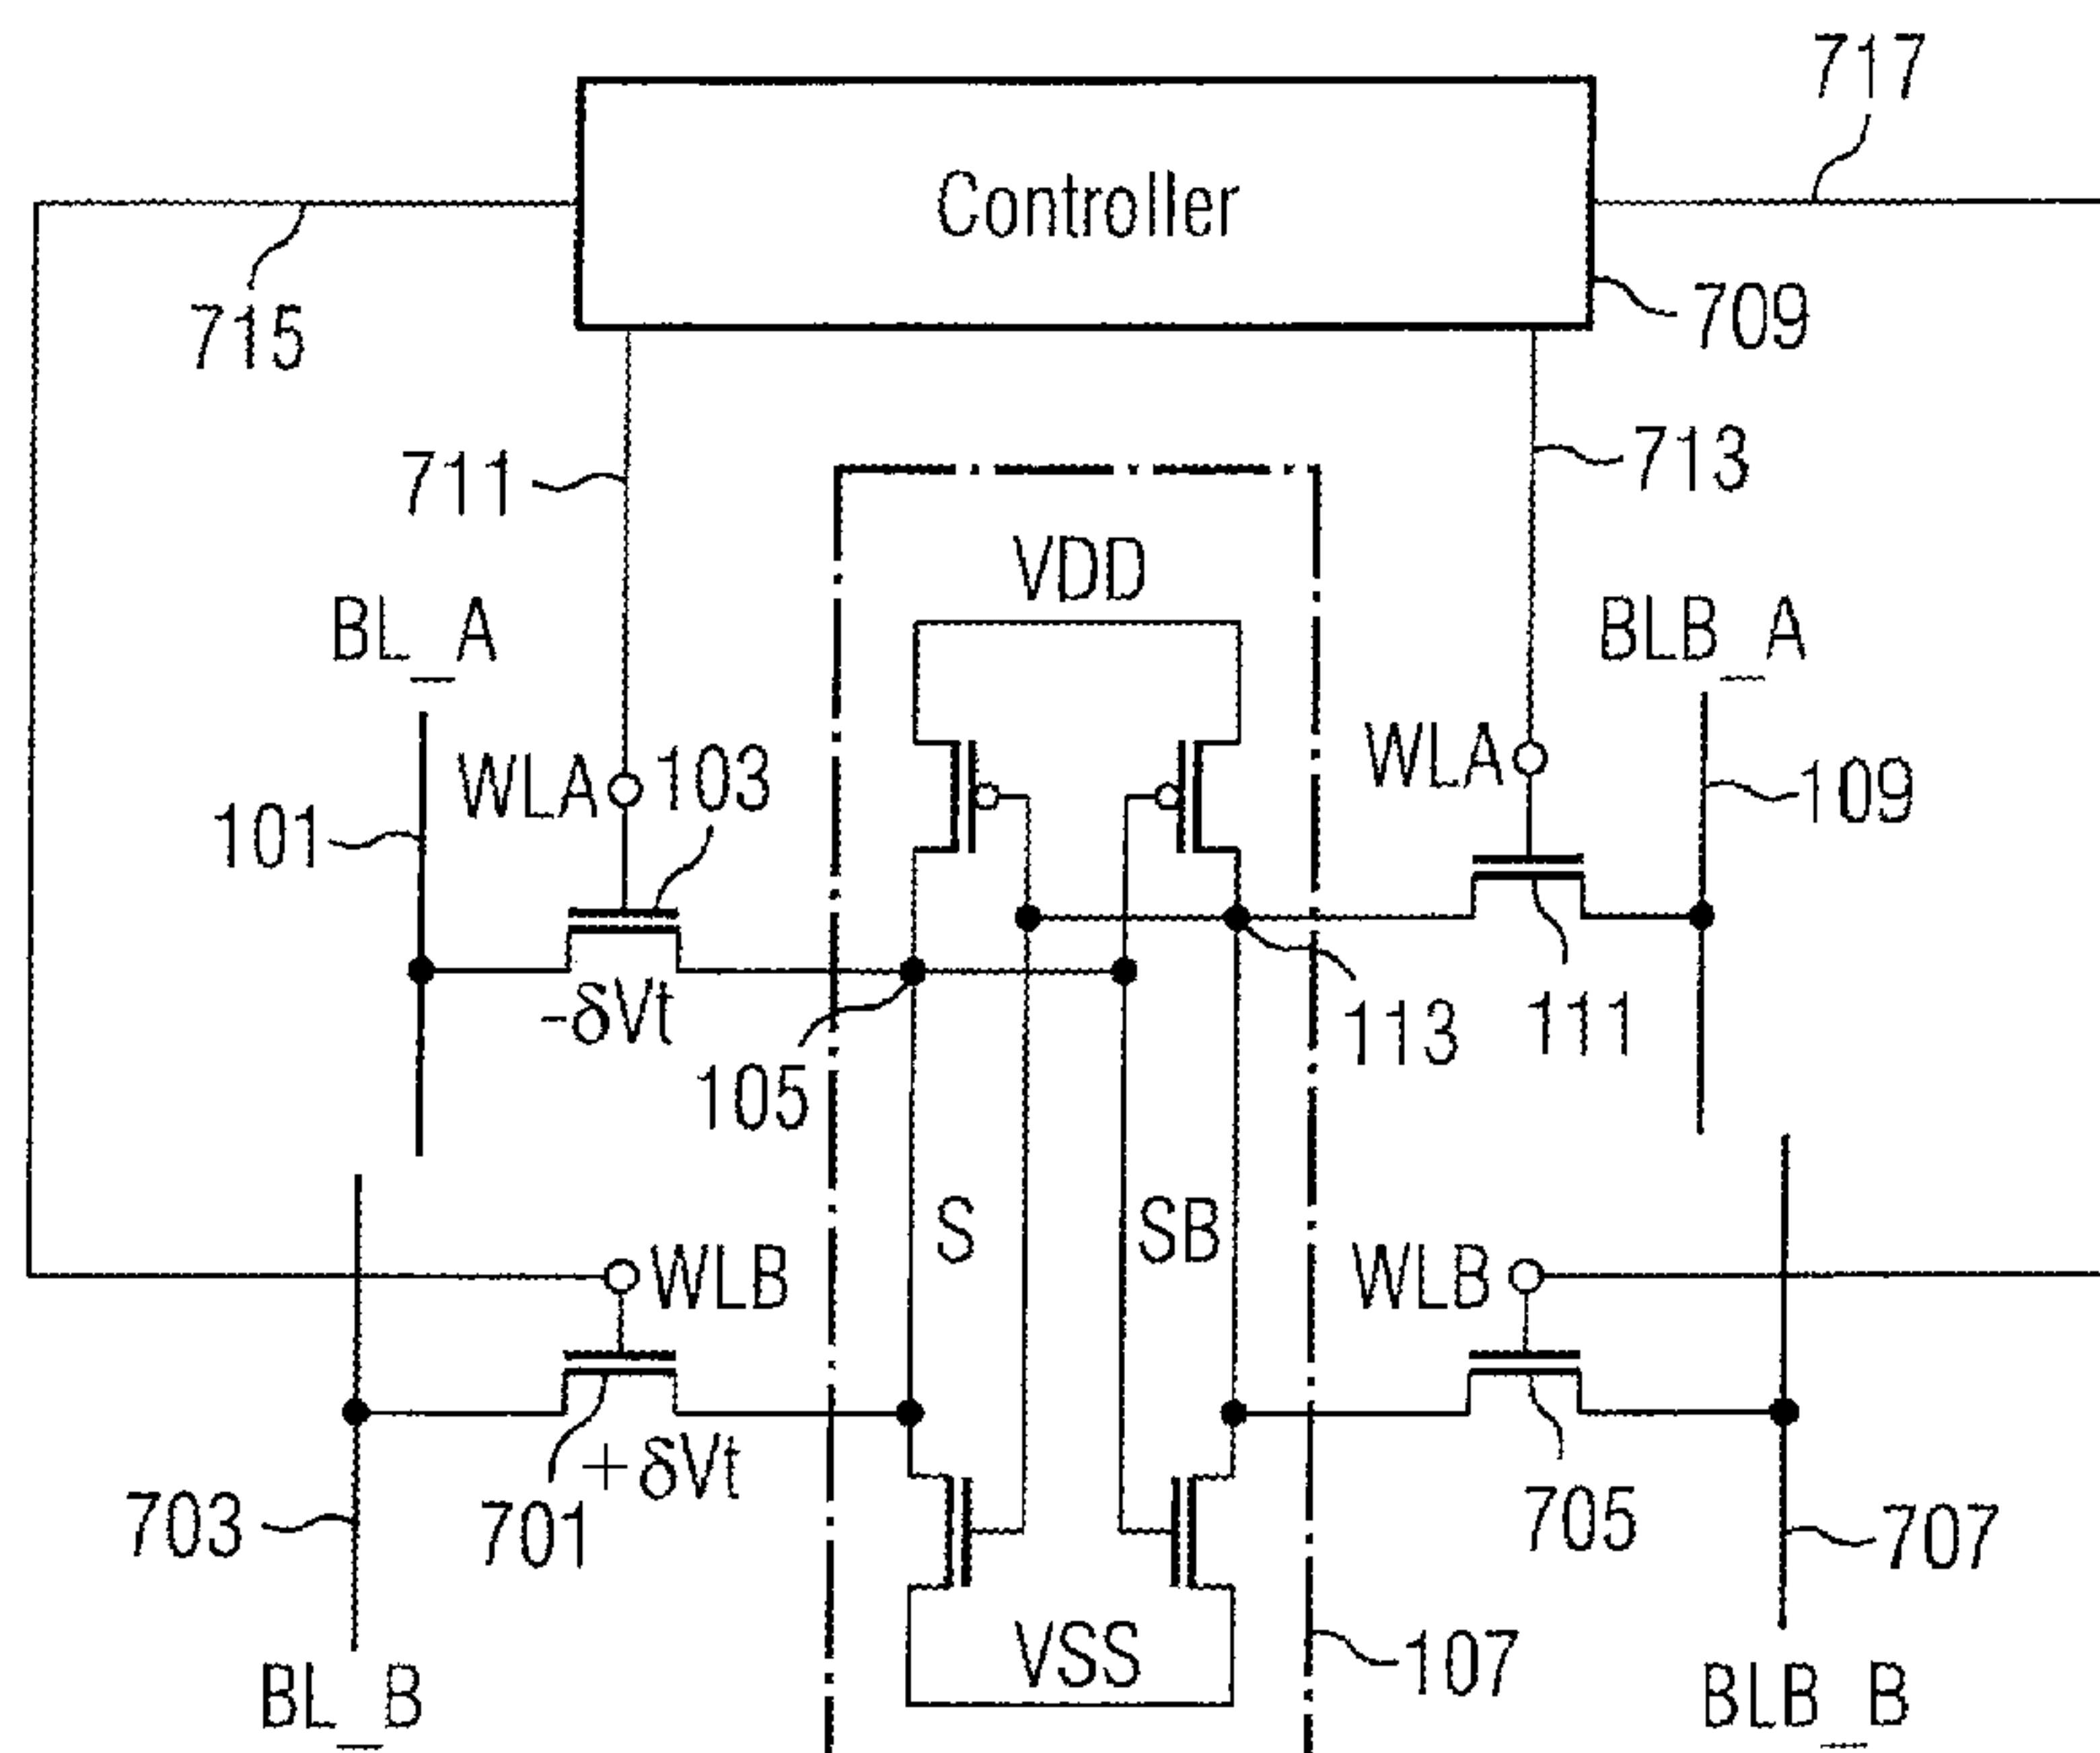 717
Controller
715
709
711
713
VDD
BL_A
BLB_A
WLA
103
WLA
109
101
-δVt
105
113
111
S
SB
WLB
WLB
+δVt
703
701
705
707
VSS
107
BL_B
BLB_B